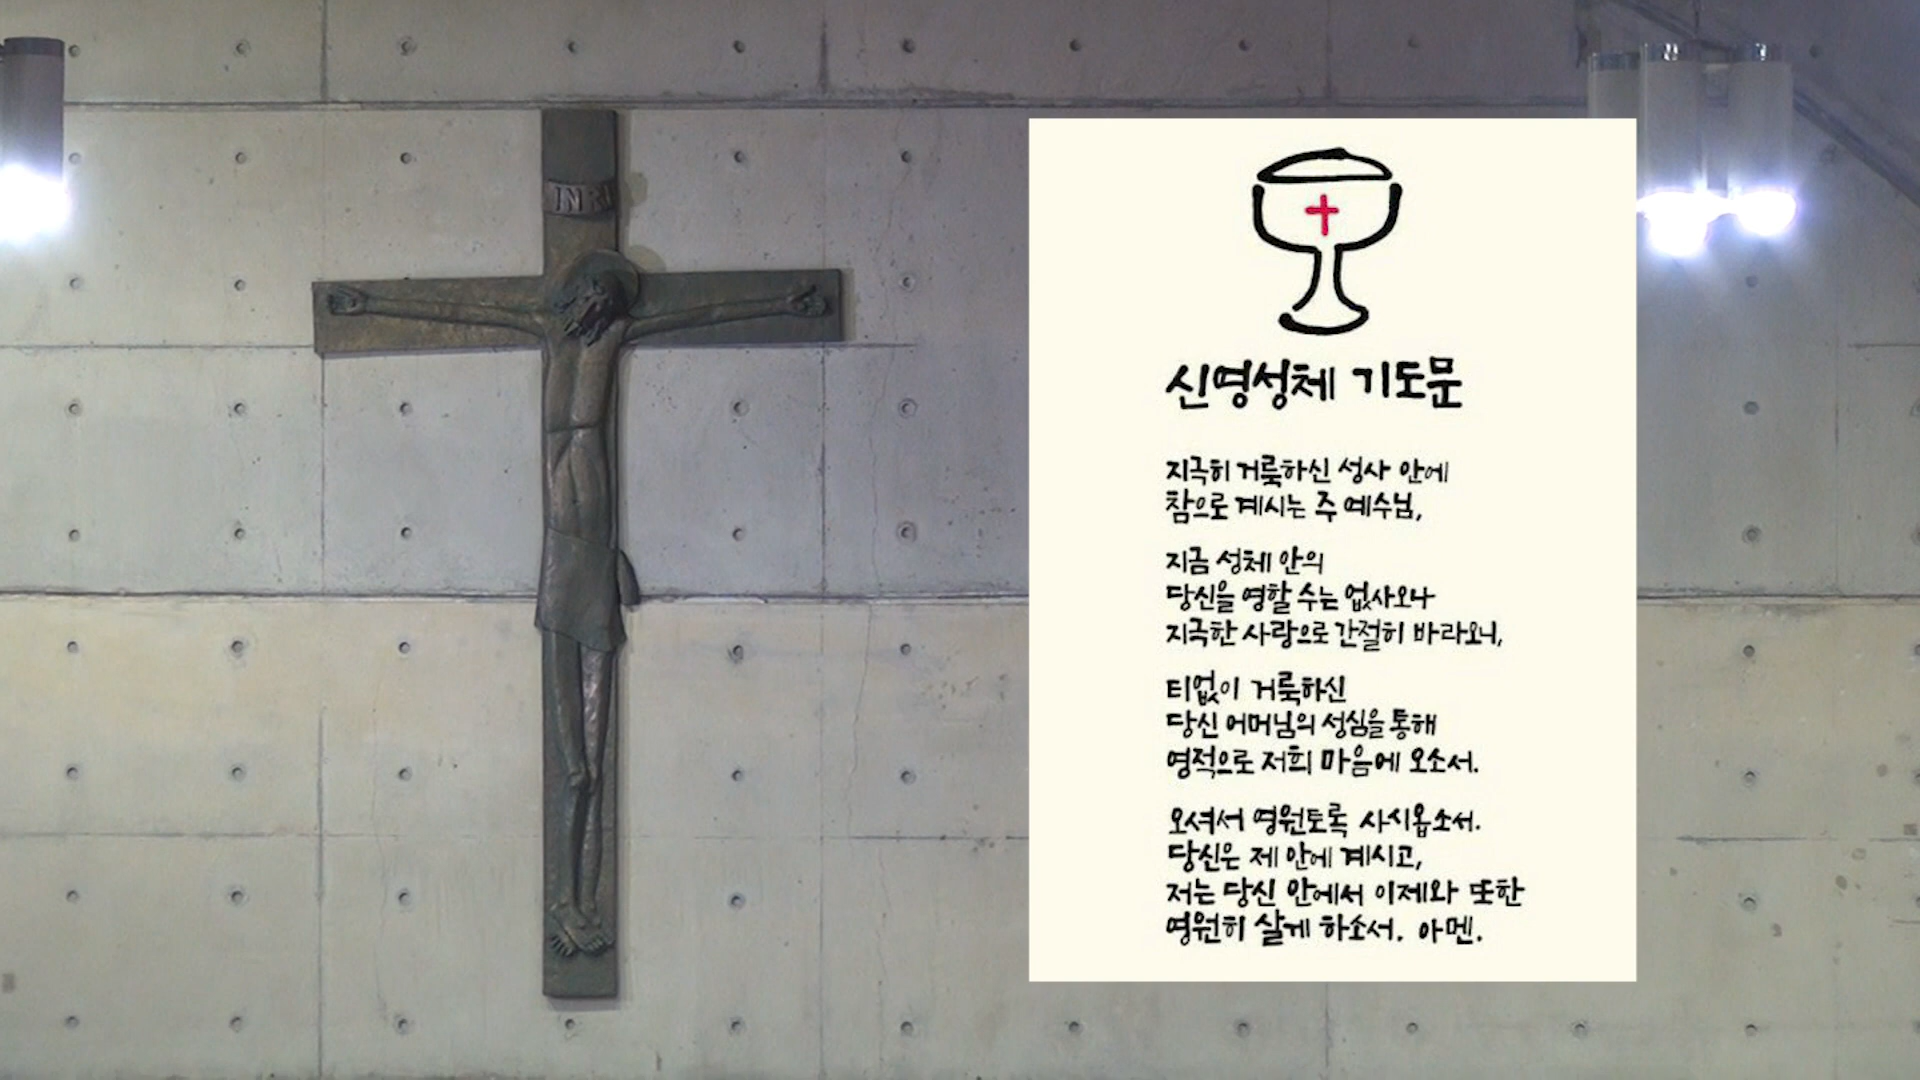 INRI
신령성체 기도문
지극히 거룩하신 성사 안에
참으로 계시는 주 예수님,
지금 성체 안의
당신을 영할 수는 없사오나
지극한 사랑으로 간절히 바라오니,
티없이 거룩하신
당신 어머님의 성심을 통해
영적으로 저희 마음에 오소서.
오셔서 영원토록 사시옵소서.
당신은 제 안에 계시고,
저는 당신 안에서 이제와 또한
영원히 살게 하소서. 아멘.